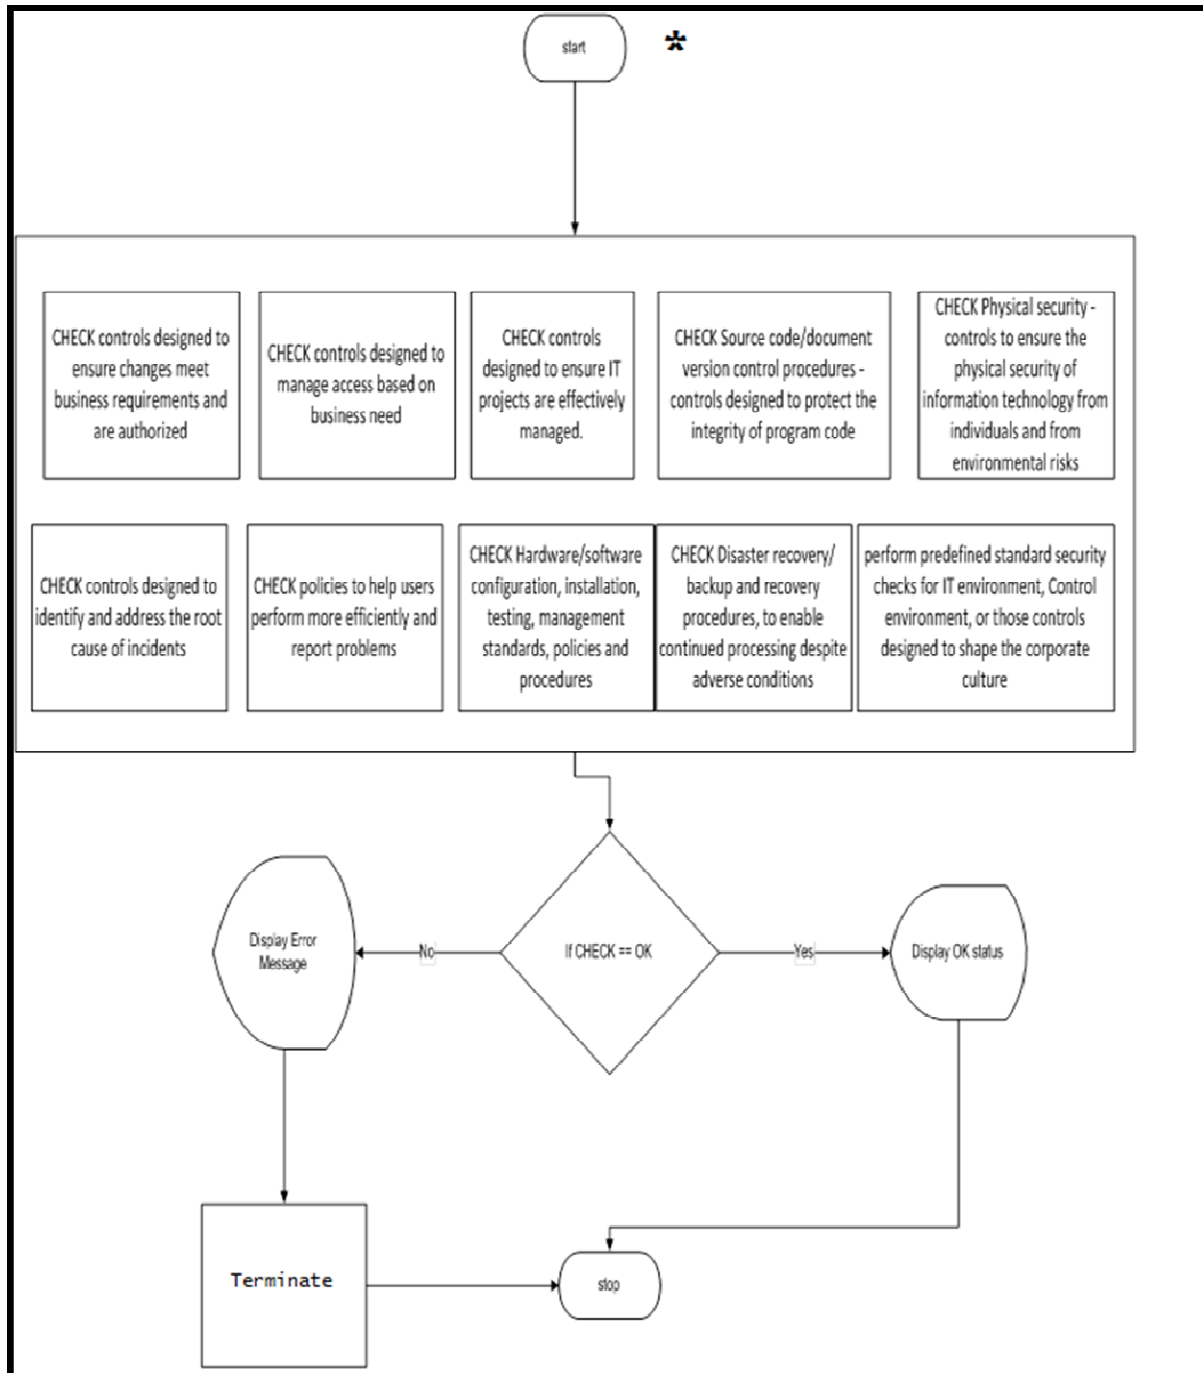 start
*
CHECK controls designed to
ensure changes meet
business requirements and
are authorized
CHECK controls designed to
manage access based on
business need
CHECK controls
designed to ensure IT
projects are effectively
managed.
CHECK Source code/document
version control procedures -
controls designed to protect the
integrity of program code
CHECK Physical security -
controls to ensure the
physical security of
information technology from
individuals and from
environmental risks
CHECK controls designed to
identify and address the root
cause of incidents
CHECK policies to help users
perform more efficiently and
report problems
CHECK Hardware/software
configuration, installation,
testing, management
standards, policies and
procedures
CHECK Disaster recovery/
backup and recovery
procedures, to enable
continued processing despite
adverse conditions
perform predefined standard security
checks for IT environment, Control
environment, or those controls
designed to shape the corporate
culture
Display Error
Message
No
If CHECK == OK
Yes
Display OK status
Terminate
stop